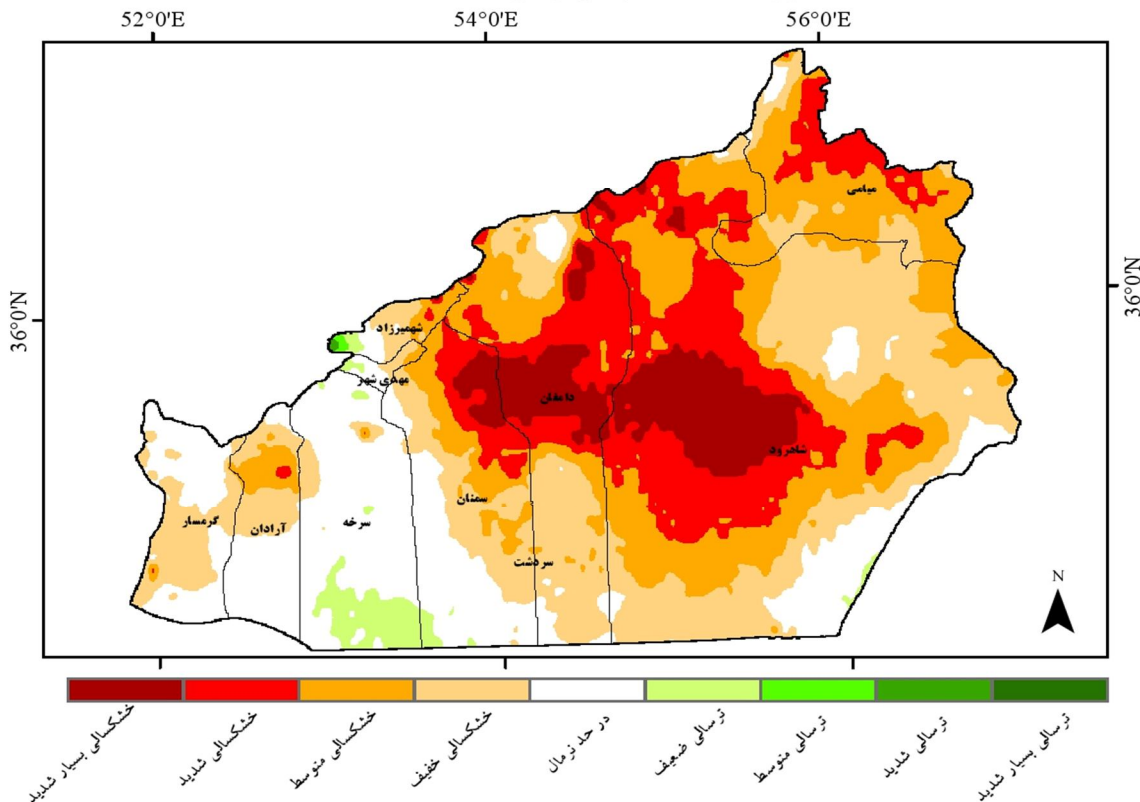 52°0'E 54°0'E 56°0'E
میامی
36°0'N 36°0'N
شهمیرزاد
مهدی شهر
دامغان
شاهرود
سمنان
گرمسار
آرادان
سرخه
سردشت
N
خشکسالی بسیار شدید
خشکسالی شدید
خشکسالی متوسط
خشکسالی خفیف
در حد نرمال
ترسالی ضعیف
ترسالی متوسط
ترسالی شدید
ترسالی بسیار شدید